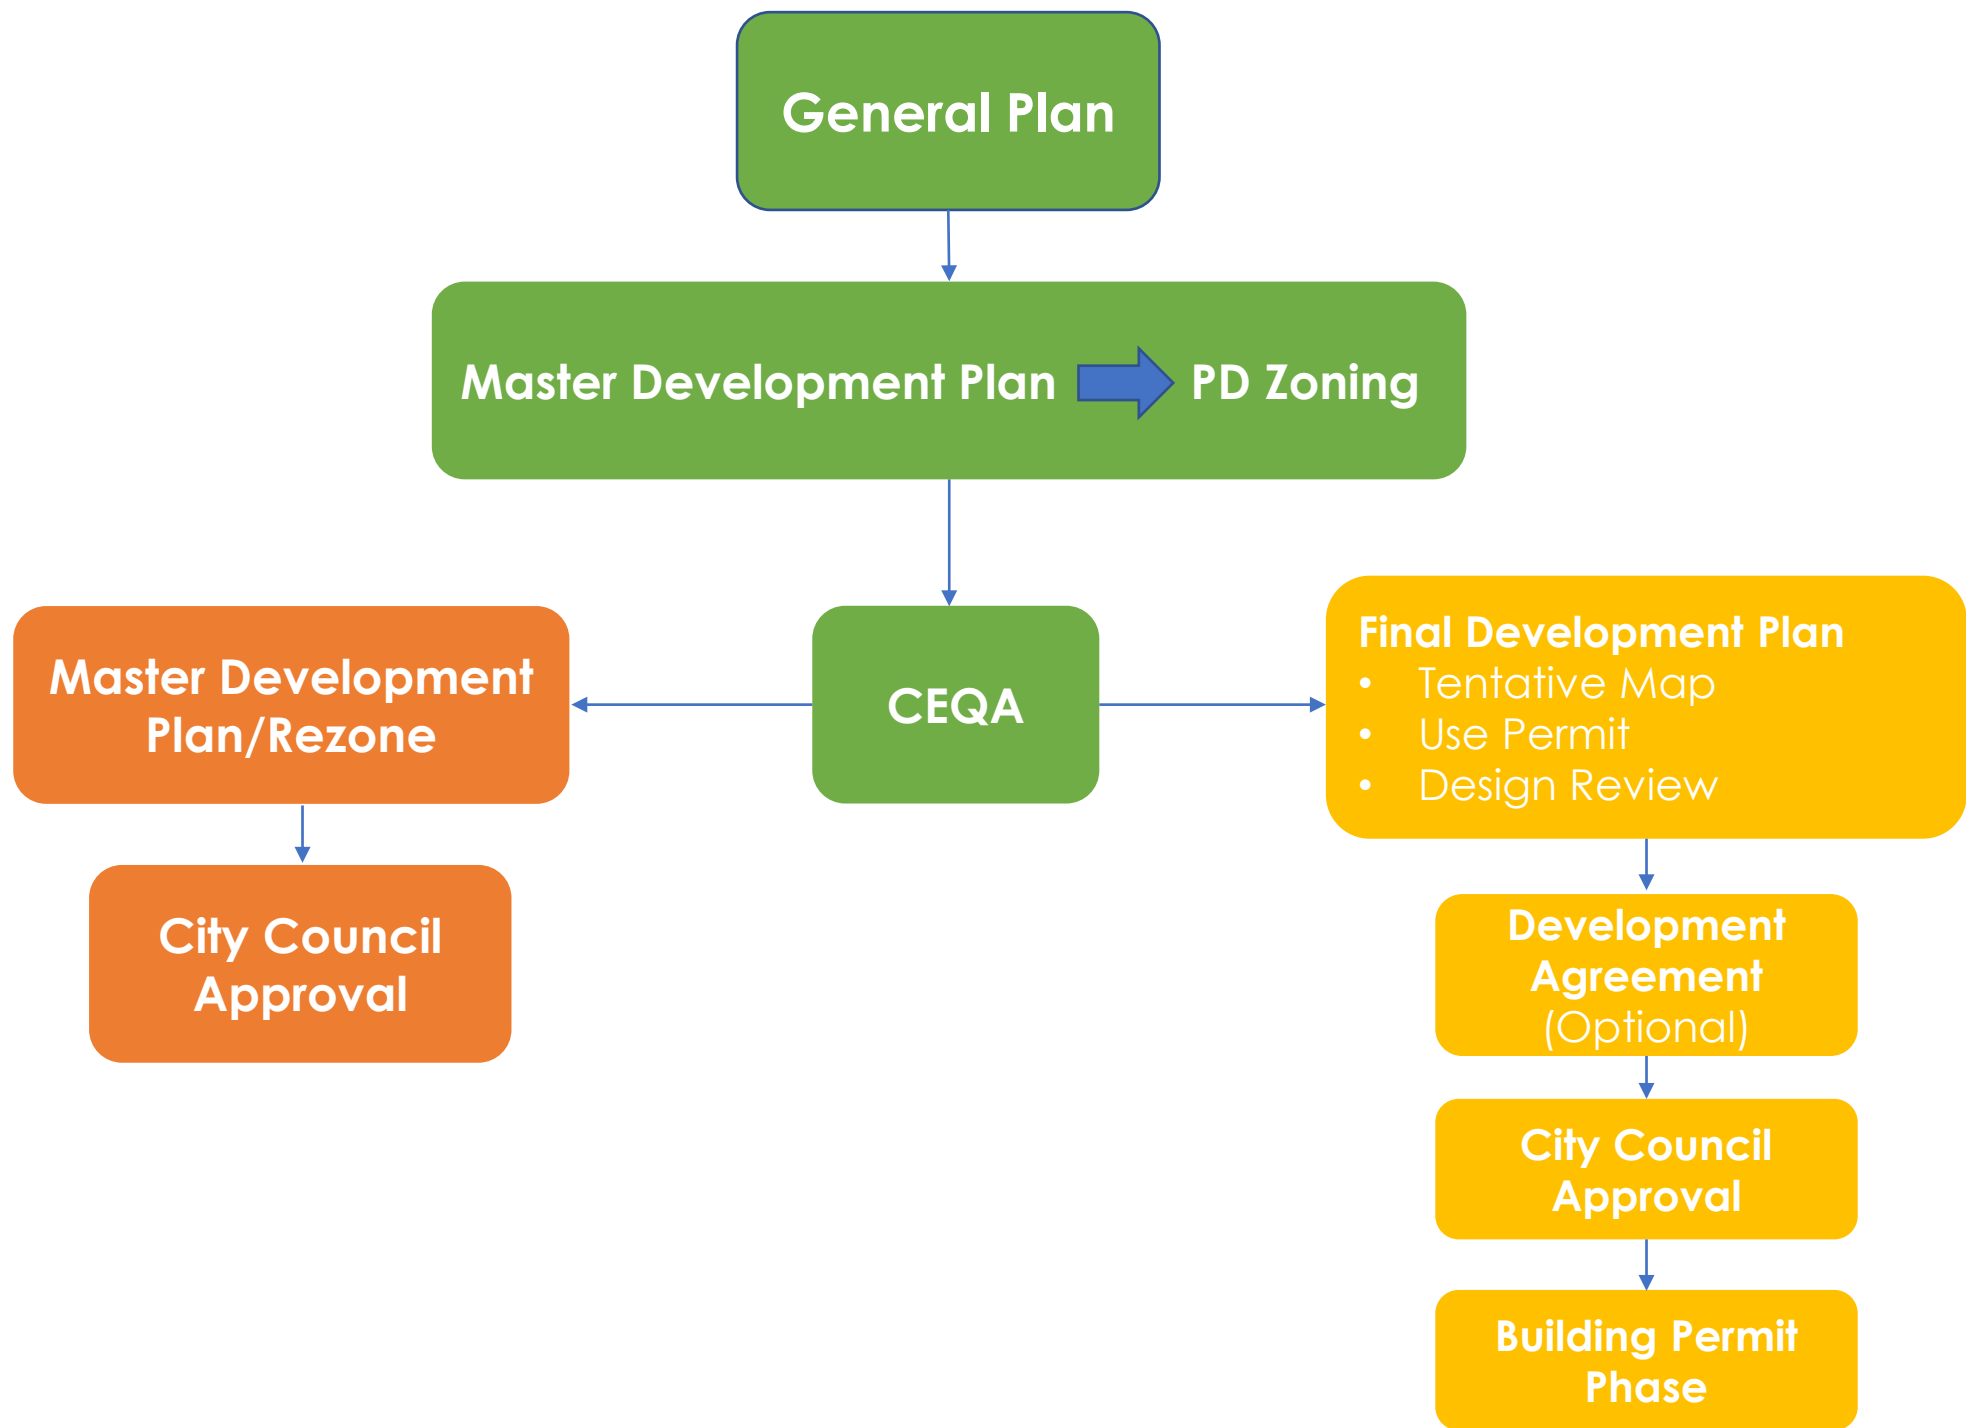 General Plan
Master Development Plan PD Zoning
Master Development
Plan/Rezone
City Council
Approval
CEQA
Final Development Plan
• Tentative Map
• Use Permit
• Design Review
Development
Agreement
(Optional)
City Council
Approval
Building Permit
Phase